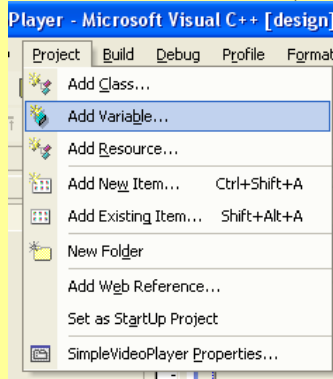 Player - Microsoft Visual C++ [design]
Project Build Debug Profile Format
Add Class...
Add Variable...
Add Resource...
Add New Item... Ctrl+Shift+A
Add Existing Item... Shift+Alt+A
New Folder
Add Web Reference...
Set as StartUp Project
SimpleVideoPlayer Properties...